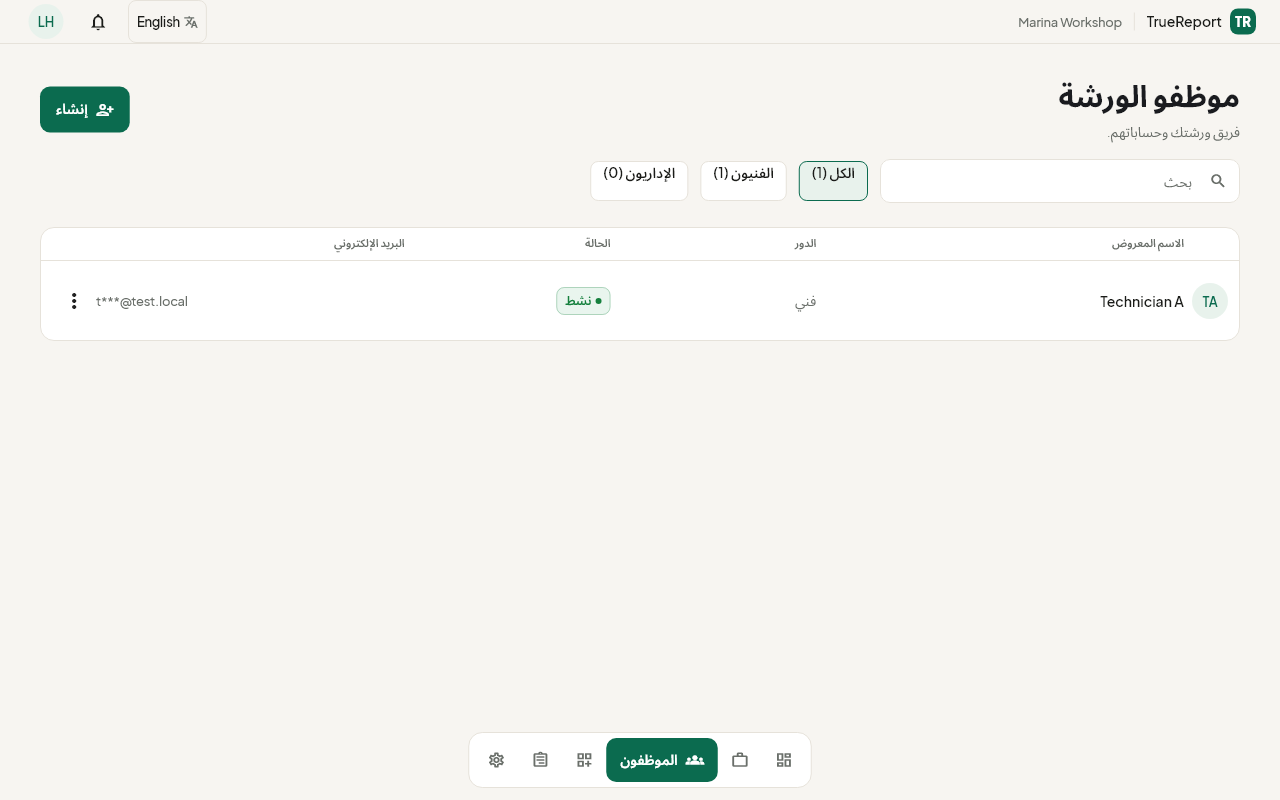 TR TrueReport Marina Workshop
English
LH
موظفو الورشة
فريق ورشتك وحساباتهم.
إنشاء
بحث
الكل (1)
الفنيون (1)
الإداريون (0)
الاسم المعروض الدور الحالة البريد الإلكتروني
TA Technician A فني نشط t***@test.local
الموظفون